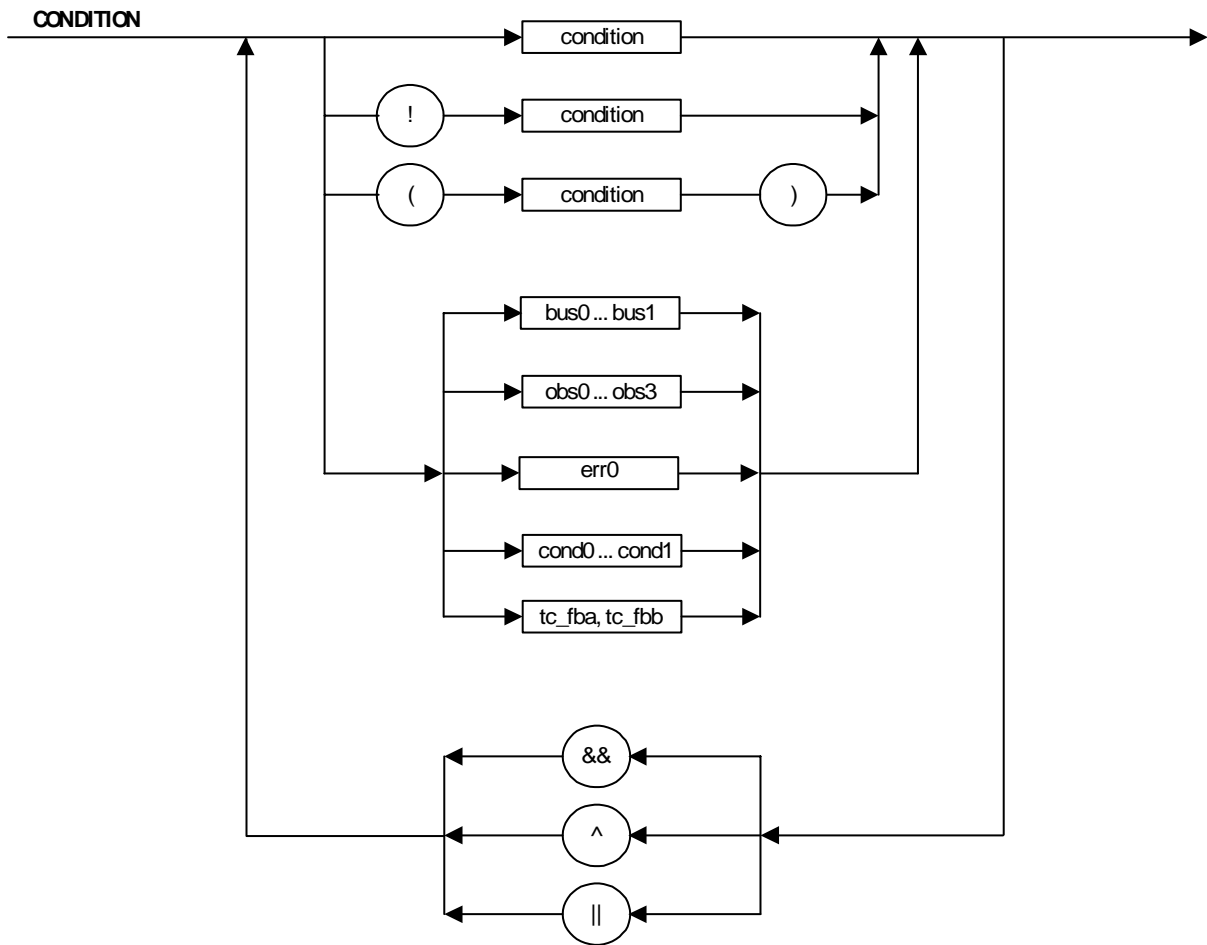 CONDITION
condition
! condition
( condition )
bus0 ... bus1
obs0 ... obs3
err0
cond0 ... cond1
tc_fba, tc_fbb
&&
^
||